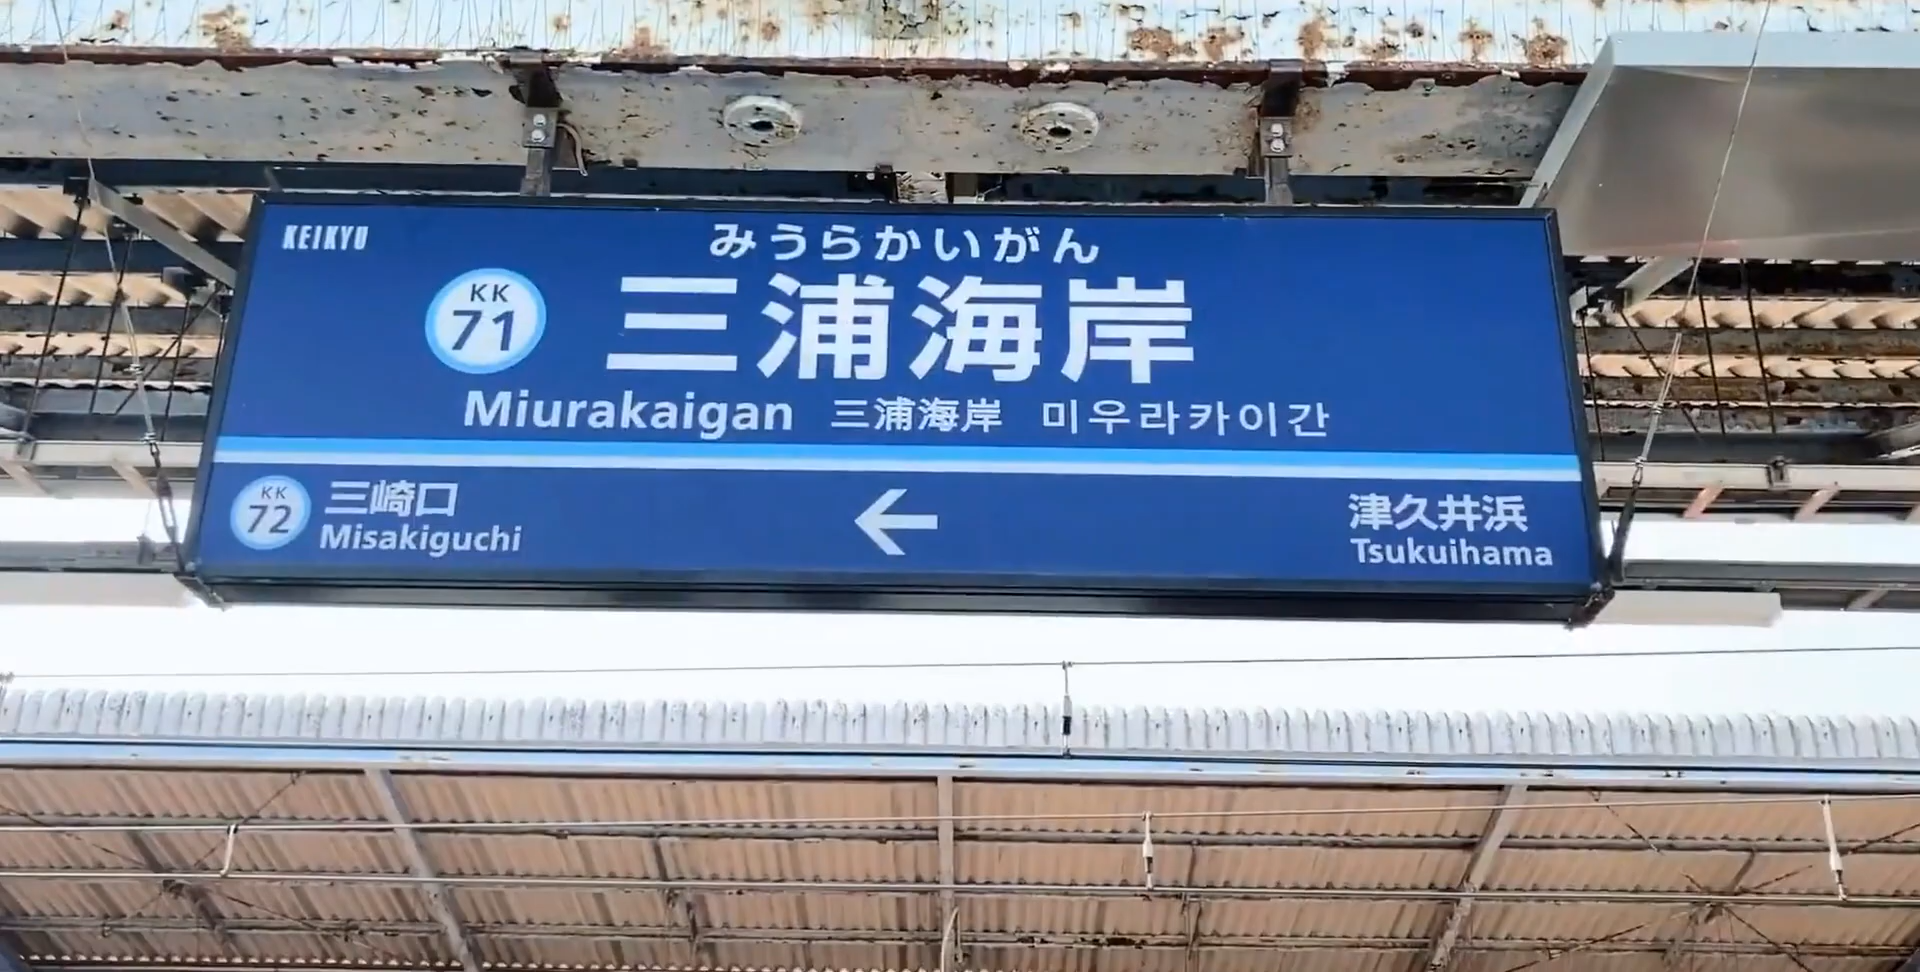 KEIKYU
みうらかいがん
KK
71
三浦海岸
Miurakaigan 三浦海岸 미우라카이간
KK
72
三崎口
Misakiguchi
←
津久井浜
Tsukuihama